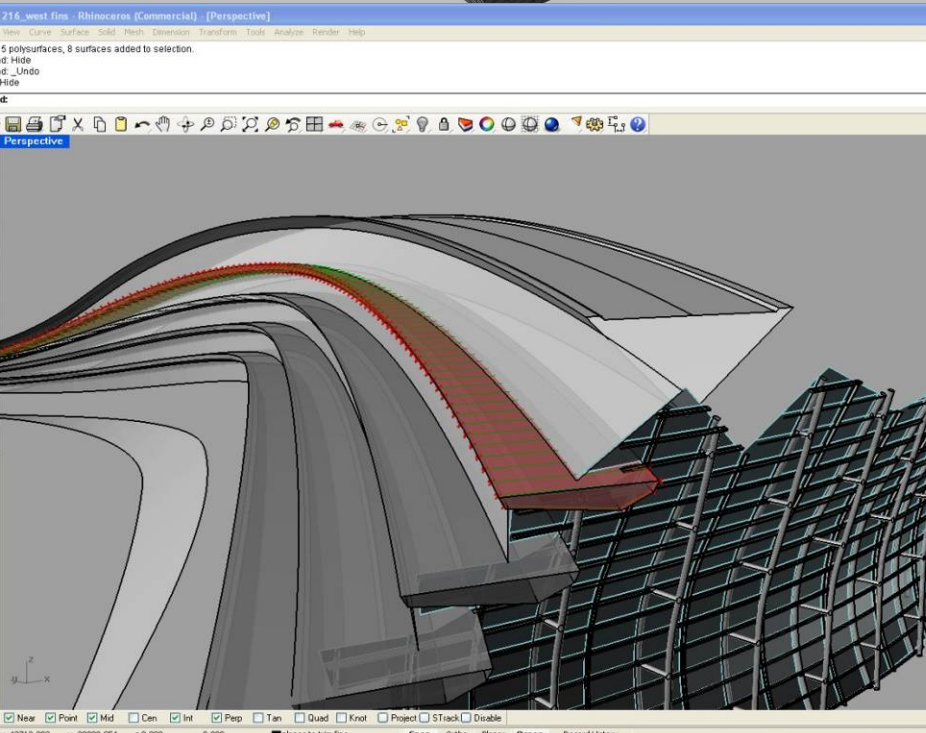 216_west fins - Rhinoceros (Commercial) - [Perspective]
View Curve Surface Solid Mesh Dimension Transform Tools Analyze Render Help
5 polysurfaces, 8 surfaces added to selection.
d: Hide
d: _Undo
Hide
d:
Perspective
z
y x
Near Point Mid Cen Int Perp Tan Quad Knot Project STrack Disable